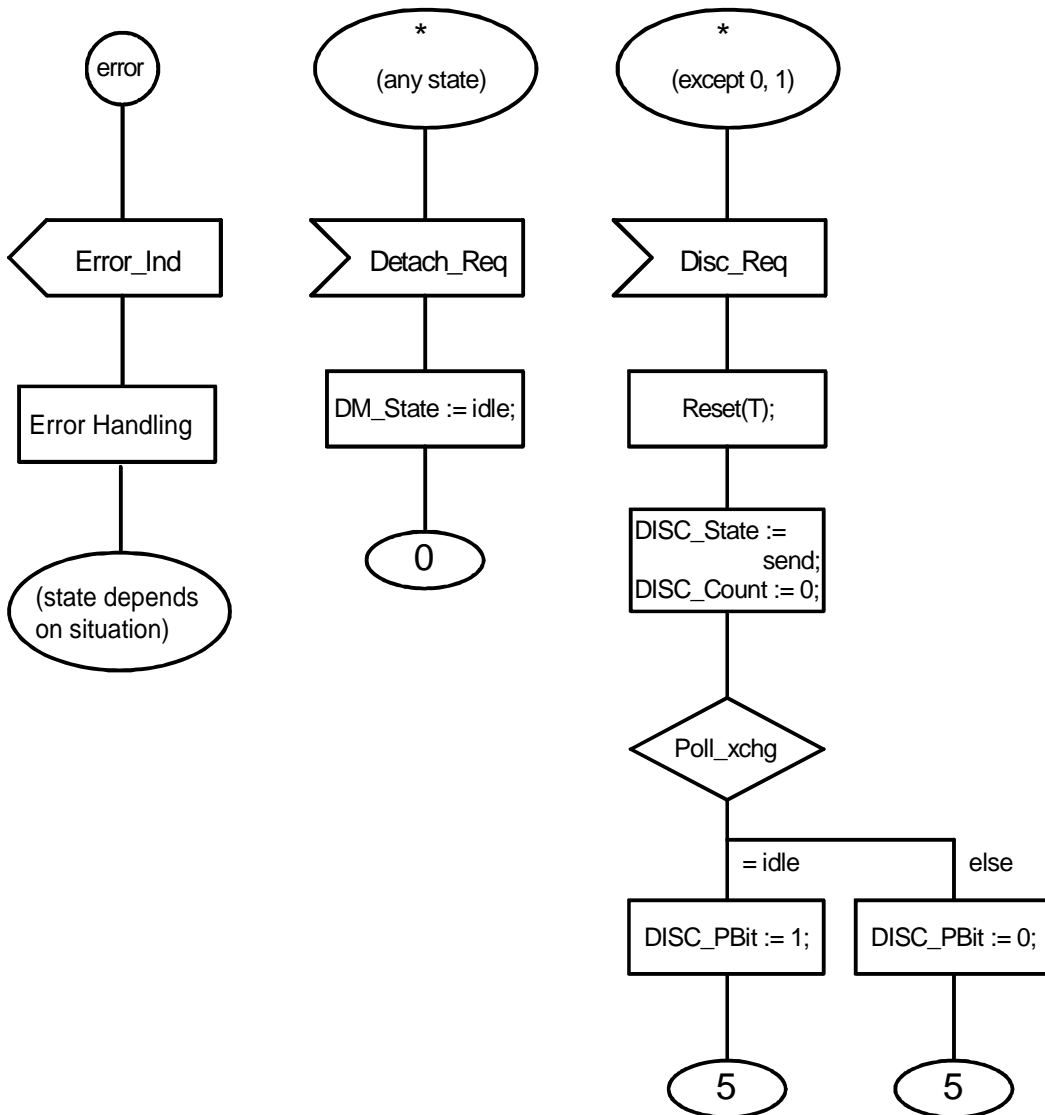 error
Error_Ind
Error Handling
(state depends
on situation)
*
(any state)
Detach_Req
DM_State := idle;
0
*
(except 0, 1)
Disc_Req
Reset(T);
DISC_State :=
send;
DISC_Count := 0;
Poll_xchg
= idle
else
DISC_PBit := 1;
DISC_PBit := 0;
5
5